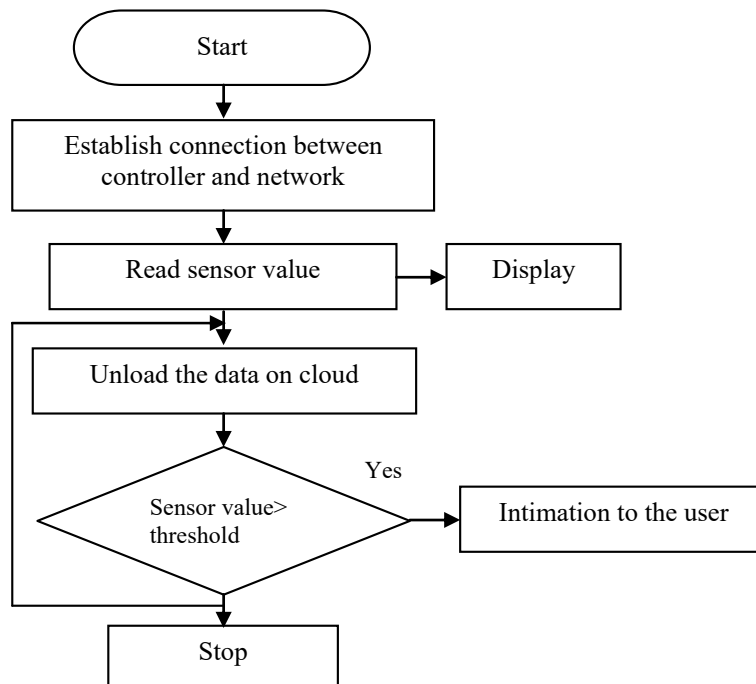 Start
Establish connection between
controller and network
Read sensor value
Display
Unload the data on cloud
Yes
Sensor value>
threshold
Intimation to the user
Stop